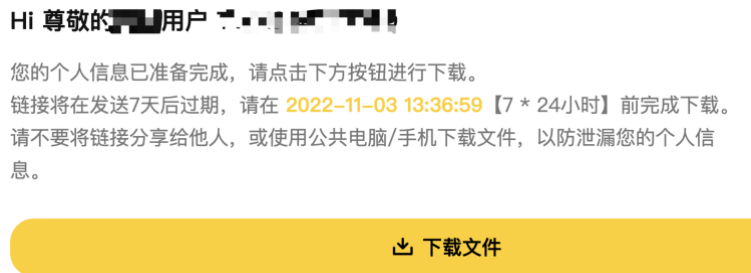 Hi 尊敬的用户
您的个人信息已准备完成，请点击下方按钮进行下载。
链接将在发送7天后过期，请在 2022-11-03 13:36:59【7 * 24小时】前完成下载。
请不要将链接分享给他人，或使用公共电脑/手机下载文件，以防泄漏您的个人信
息。
下载文件